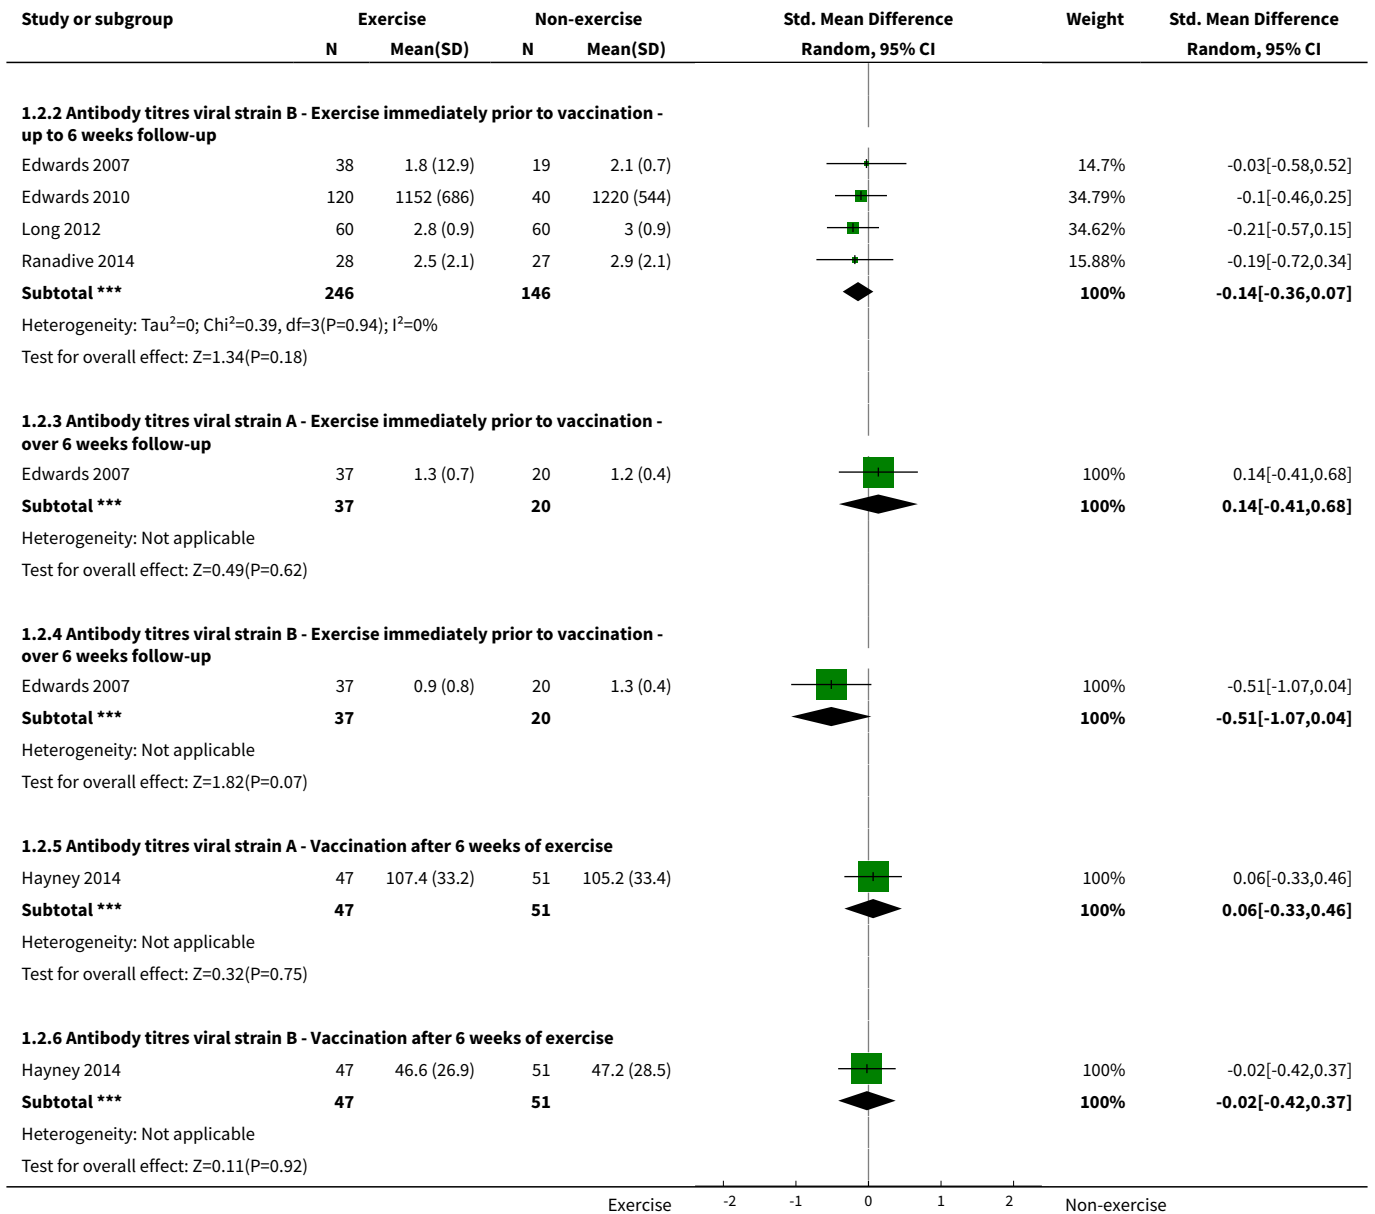 Study or subgroup Exercise Non-exercise Std. Mean Difference Weight Std. Mean Difference
N Mean(SD) N Mean(SD) Random, 95% CI Random, 95% CI
1.2.2 Antibody titres viral strain B - Exercise immediately prior to vaccination -
up to 6 weeks follow-up
Edwards 2007 38 1.8 (12.9) 19 2.1 (0.7) 14.7% -0.03[-0.58,0.52]
Edwards 2010 120 1152 (686) 40 1220 (544) 34.79% -0.1[-0.46,0.25]
Long 2012 60 2.8 (0.9) 60 3 (0.9) 34.62% -0.21[-0.57,0.15]
Ranadive 2014 28 2.5 (2.1) 27 2.9 (2.1) 15.88% -0.19[-0.72,0.34]
Subtotal *** 246 146 100% -0.14[-0.36,0.07]
Heterogeneity: Tau²=0; Chi²=0.39, df=3(P=0.94); I²=0%
Test for overall effect: Z=1.34(P=0.18)
1.2.3 Antibody titres viral strain A - Exercise immediately prior to vaccination -
over 6 weeks follow-up
Edwards 2007 37 1.3 (0.7) 20 1.2 (0.4) 100% 0.14[-0.41,0.68]
Subtotal *** 37 20 100% 0.14[-0.41,0.68]
Heterogeneity: Not applicable
Test for overall effect: Z=0.49(P=0.62)
1.2.4 Antibody titres viral strain B - Exercise immediately prior to vaccination -
over 6 weeks follow-up
Edwards 2007 37 0.9 (0.8) 20 1.3 (0.4) 100% -0.51[-1.07,0.04]
Subtotal *** 37 20 100% -0.51[-1.07,0.04]
Heterogeneity: Not applicable
Test for overall effect: Z=1.82(P=0.07)
1.2.5 Antibody titres viral strain A - Vaccination after 6 weeks of exercise
Hayney 2014 47 107.4 (33.2) 51 105.2 (33.4) 100% 0.06[-0.33,0.46]
Subtotal *** 47 51 100% 0.06[-0.33,0.46]
Heterogeneity: Not applicable
Test for overall effect: Z=0.32(P=0.75)
1.2.6 Antibody titres viral strain B - Vaccination after 6 weeks of exercise
Hayney 2014 47 46.6 (26.9) 51 47.2 (28.5) 100% -0.02[-0.42,0.37]
Subtotal *** 47 51 100% -0.02[-0.42,0.37]
Heterogeneity: Not applicable
Test for overall effect: Z=0.11(P=0.92)
Exercise -2 -1 0 1 2 Non-exercise